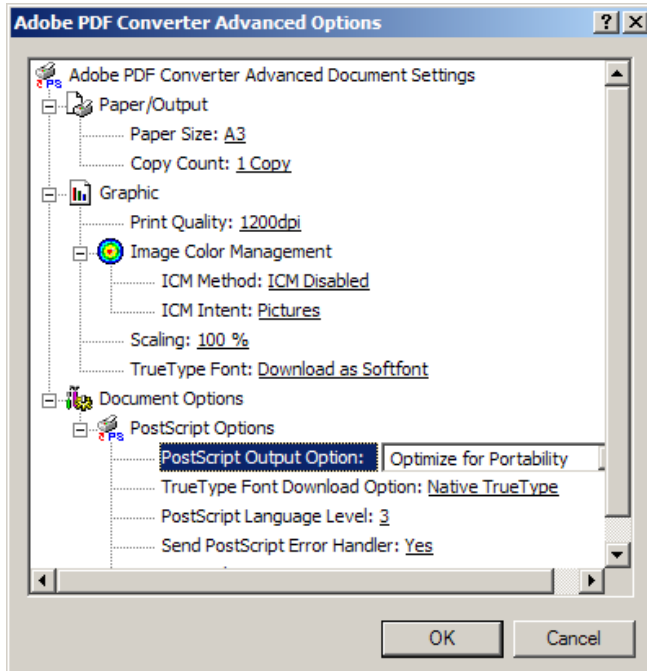 Adobe PDF Converter Advanced Options
Adobe PDF Converter Advanced Document Settings
Paper/Output
Paper Size: A3
Copy Count: 1 Copy
Graphic
Print Quality: 1200dpi
Image Color Management
ICM Method: ICM Disabled
ICM Intent: Pictures
Scaling: 100 %
TrueType Font: Download as Softfont
Document Options
PostScript Options
PostScript Output Option: Optimize for Portability
TrueType Font Download Option: Native TrueType
PostScript Language Level: 3
Send PostScript Error Handler: Yes
OK Cancel